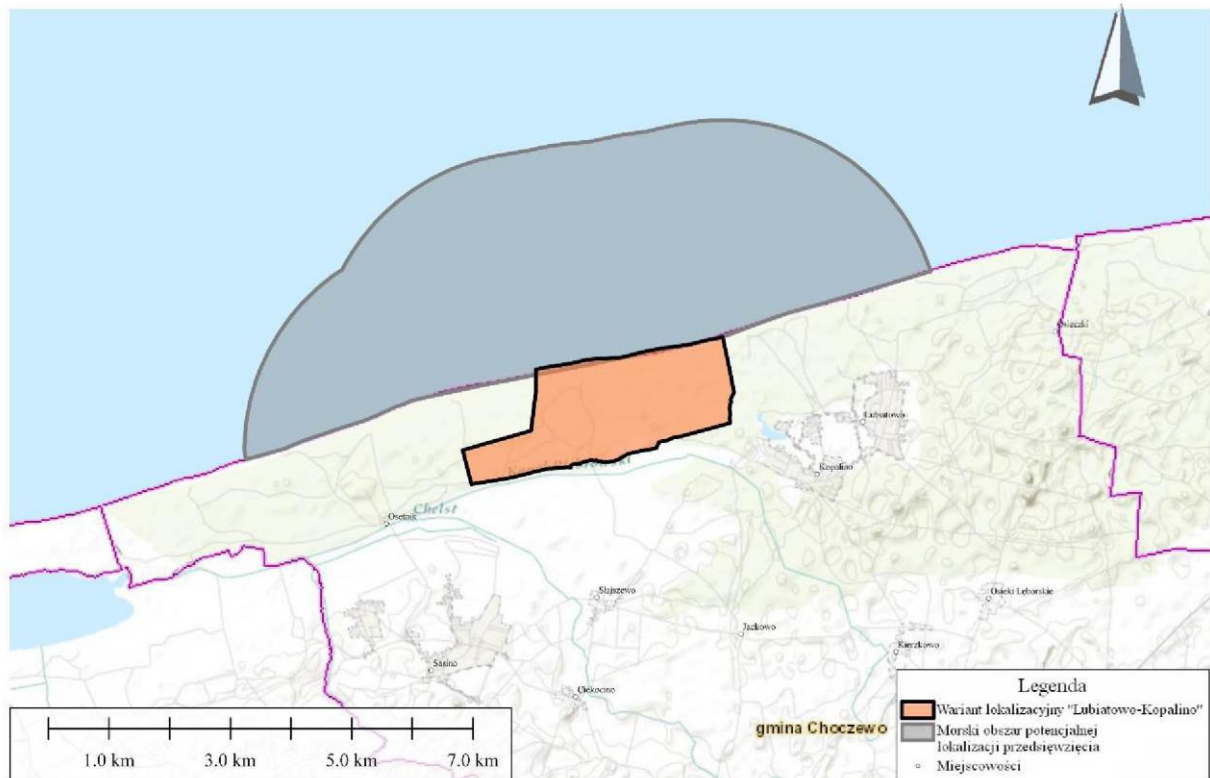 Lubiatowo
Kopalino
Chełst
Osetnik
Słajszewo
Osieki Lęborskie
Jackowo
Kierzkowo
Sasino
Ciekocino
gmina Choczewo
Legenda
Wariant lokalizacyjny "Lubiatowo-Kopalino"
Morski obszar potencjalnej
lokalizacji przedsięwzięcia
Miejscowości
1.0 km 3.0 km 5.0 km 7.0 km